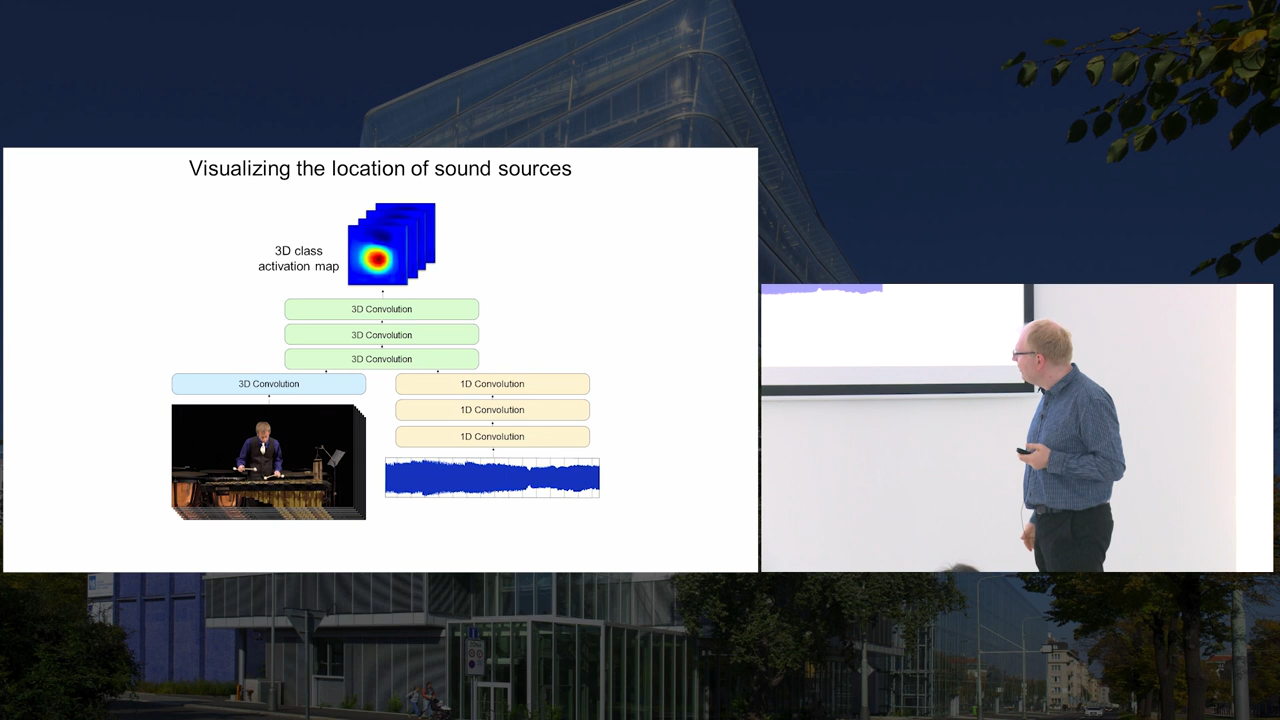 Visualizing the location of sound sources
3D class
activation map
3D Convolution
3D Convolution
3D Convolution
3D Convolution
1D Convolution
1D Convolution
1D Convolution